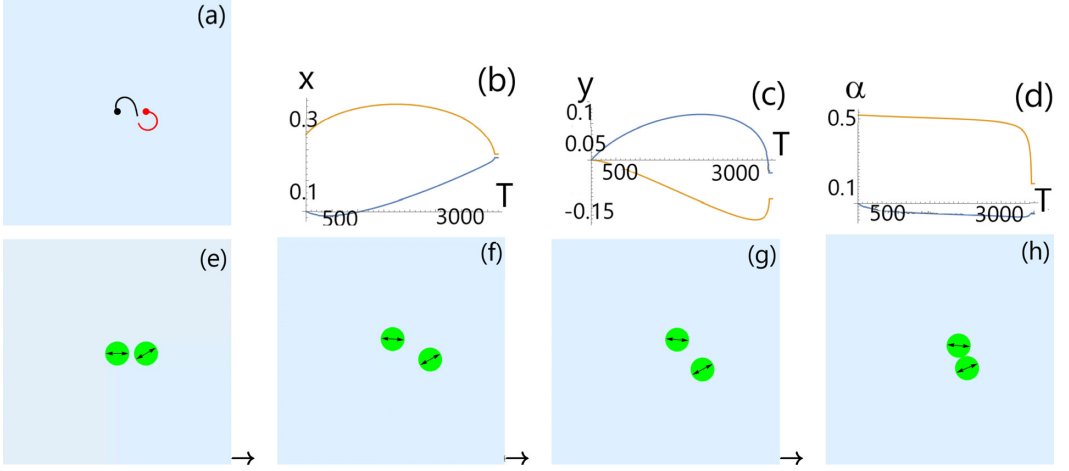 (a)
x
(b)
0.3
0.1
500
3000
T
y
(c)
0.1
0.05
500
3000
T
-0.15
α
(d)
0.5
0.1
500
3000
T
(e)
(f)
(g)
(h)
→ → →